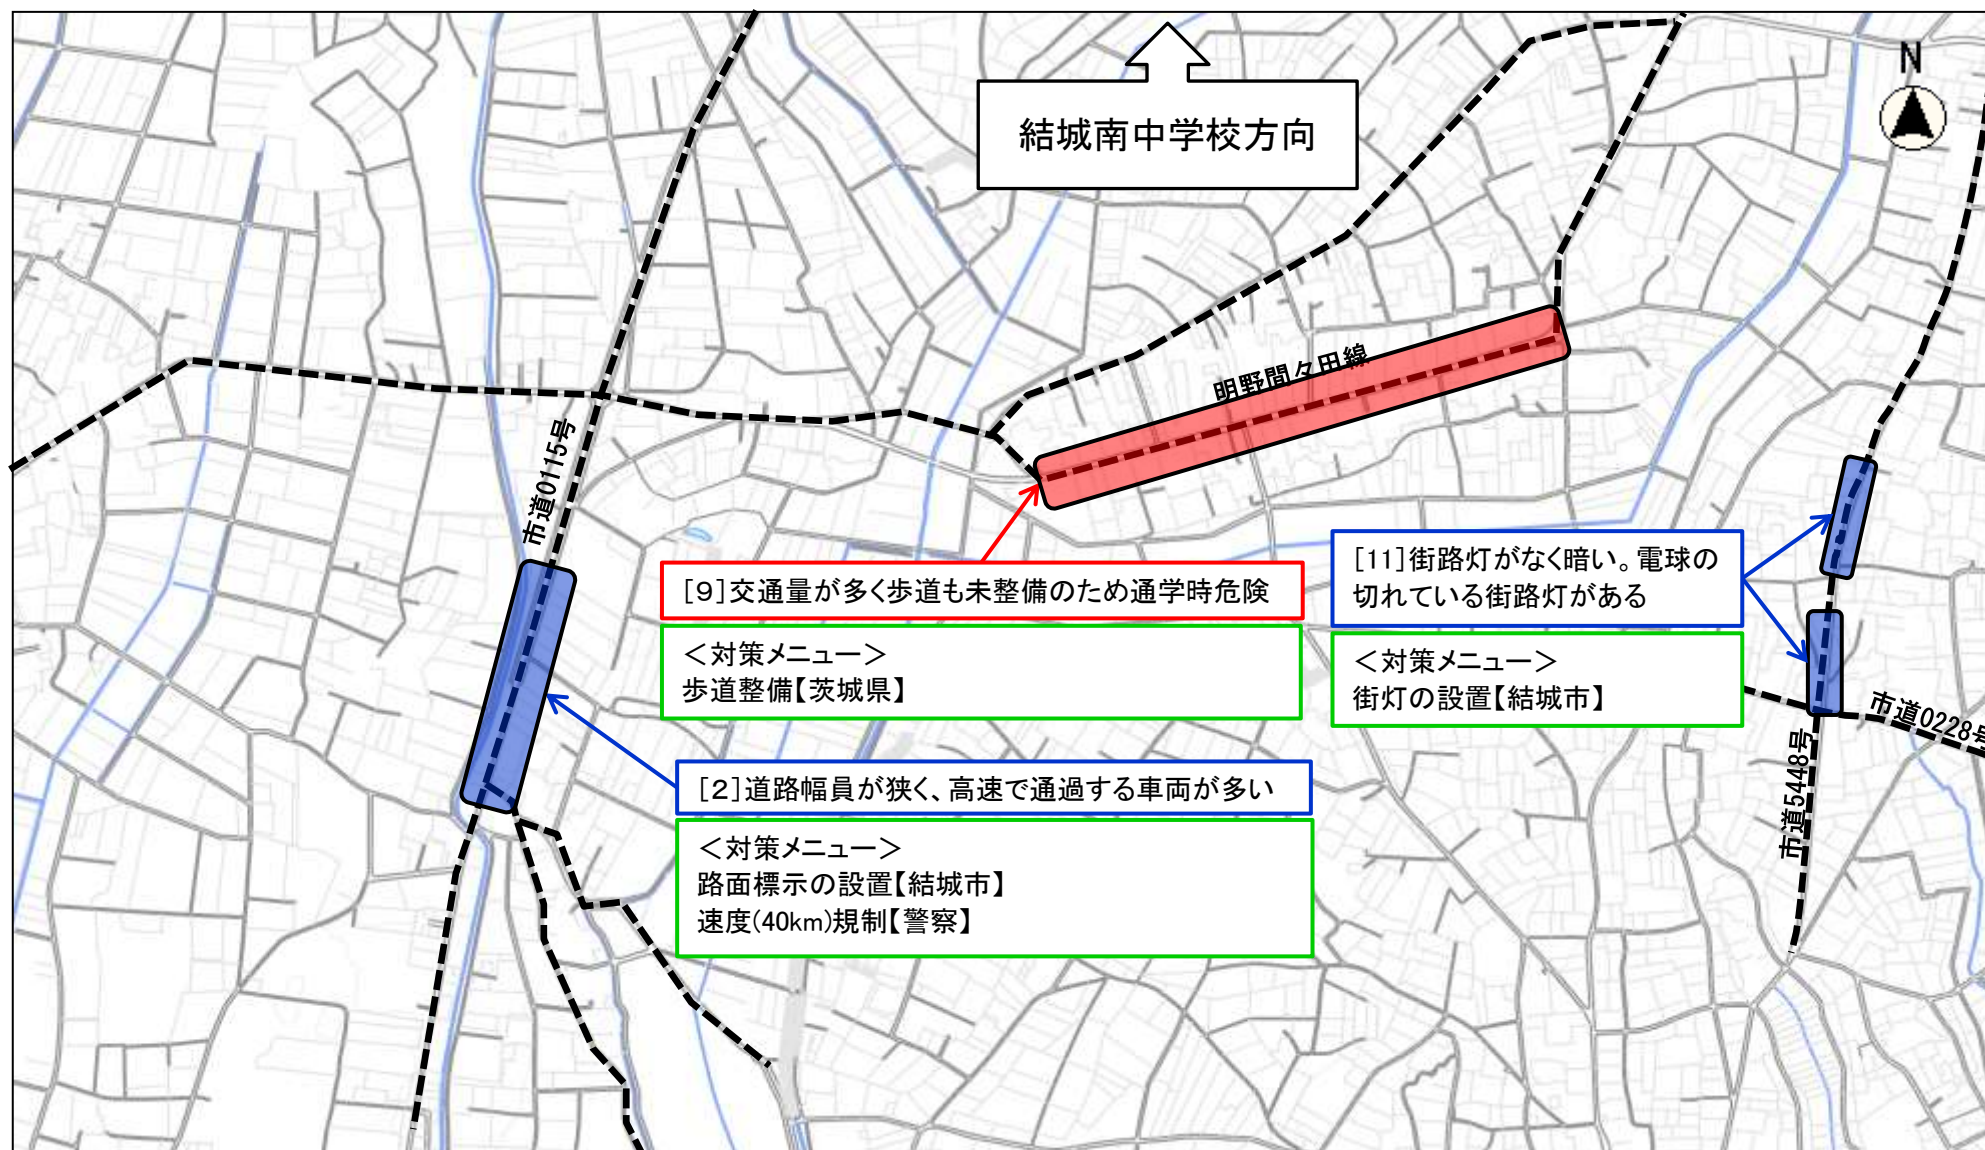 N
結城南中学校方向
明野間々田線
市道0115号
[9]交通量が多く歩道も未整備のため通学時危険
＜対策メニュー＞
歩道整備【茨城県】
[11]街路灯がなく暗い。電球の
切れている街路灯がある
＜対策メニュー＞
街灯の設置【結城市】
市道0228号
市道5448号
[2]道路幅員が狭く、高速で通過する車両が多い
＜対策メニュー＞
路面標示の設置【結城市】
速度(40km)規制【警察】